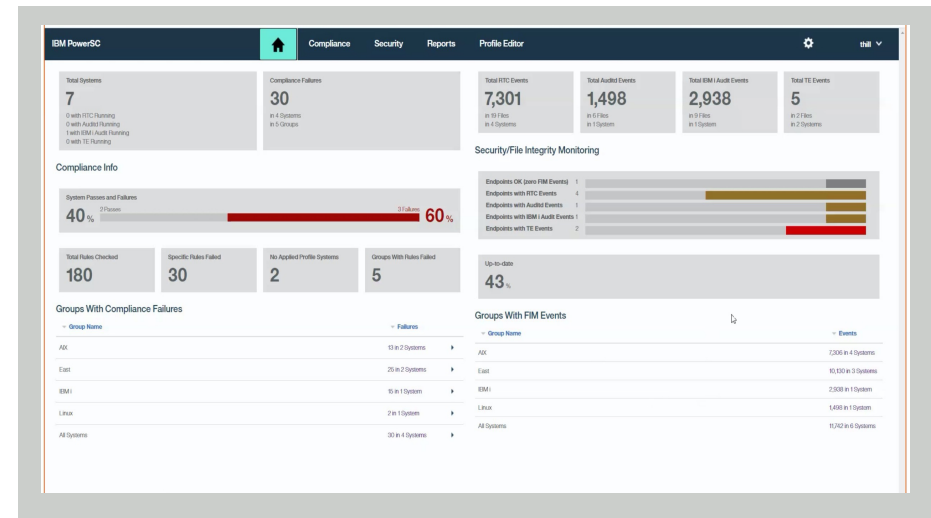 IBM PowerSC
Compliance
Security
Reports
Profile Editor
thill
Total Systems
7
0 with RTC Running
0 with Auditd Running
1 with IBM i Audit Running
0 with TE Running
Compliance Failures
30
in 4 Systems
in 5 Groups
Total RTC Events
7,301
in 19 Files
in 4 Systems
Total Auditd Events
1,498
in 6 Files
in 1 System
Total IBM i Audit Events
2,938
in 9 Files
in 1 System
Total TE Events
5
in 2 Files
in 2 Systems
Compliance Info
System Passes and Failures
40 %
2 Passes
3 Failures
60 %
Total Rules Checked
180
Specific Rules Failed
30
No Applied Profile Systems
2
Groups With Rules Failed
5
Groups With Compliance Failures
Group Name Failures
AIX 13 in 2 Systems
East 25 in 2 Systems
IBM i 15 in 1 System
Linux 2 in 1 System
All Systems 30 in 4 Systems
Security/File Integrity Monitoring
Endpoints OK (zero FIM Events) 1
Endpoints with RTC Events 4
Endpoints with Auditd Events 1
Endpoints with IBM i Audit Events 1
Endpoints with TE Events 2
Up-to-date
43 %
Groups With FIM Events
Group Name Events
AIX 7,306 in 4 Systems
East 10,130 in 3 Systems
IBM i 2,938 in 1 System
Linux 1,498 in 1 System
All Systems 11,742 in 6 Systems